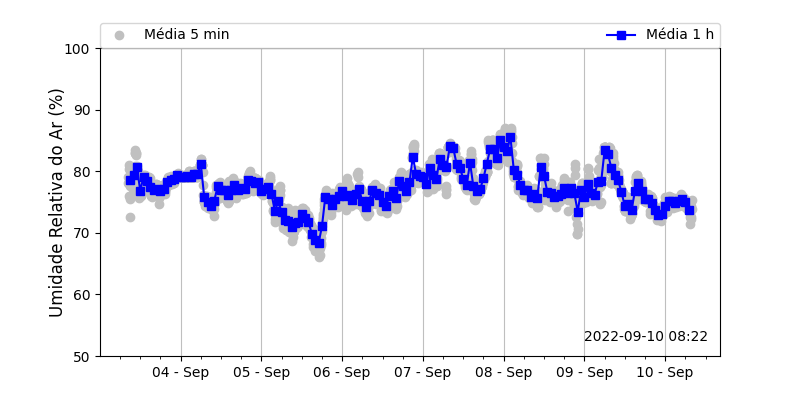 Média 5 min
Média 1 h
Umidade Relativa do Ar (%)
100
90
80
70
60
50
2022-09-10 08:22
04 - Sep
05 - Sep
06 - Sep
07 - Sep
08 - Sep
09 - Sep
10 - Sep